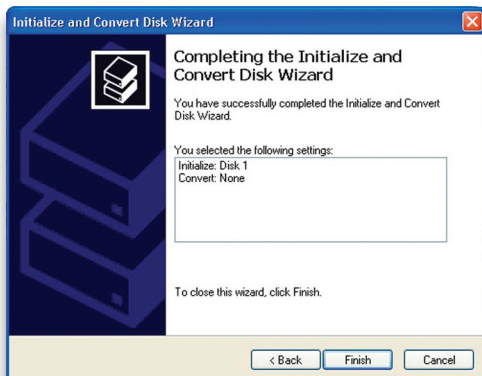 Initialize and Convert Disk Wizard
Completing the Initialize and
Convert Disk Wizard
You have successfully completed the Initialize and Convert
Disk Wizard.
You selected the following settings:
Initialize: Disk 1
Convert: None
To close this wizard, click Finish.
< Back
Finish
Cancel